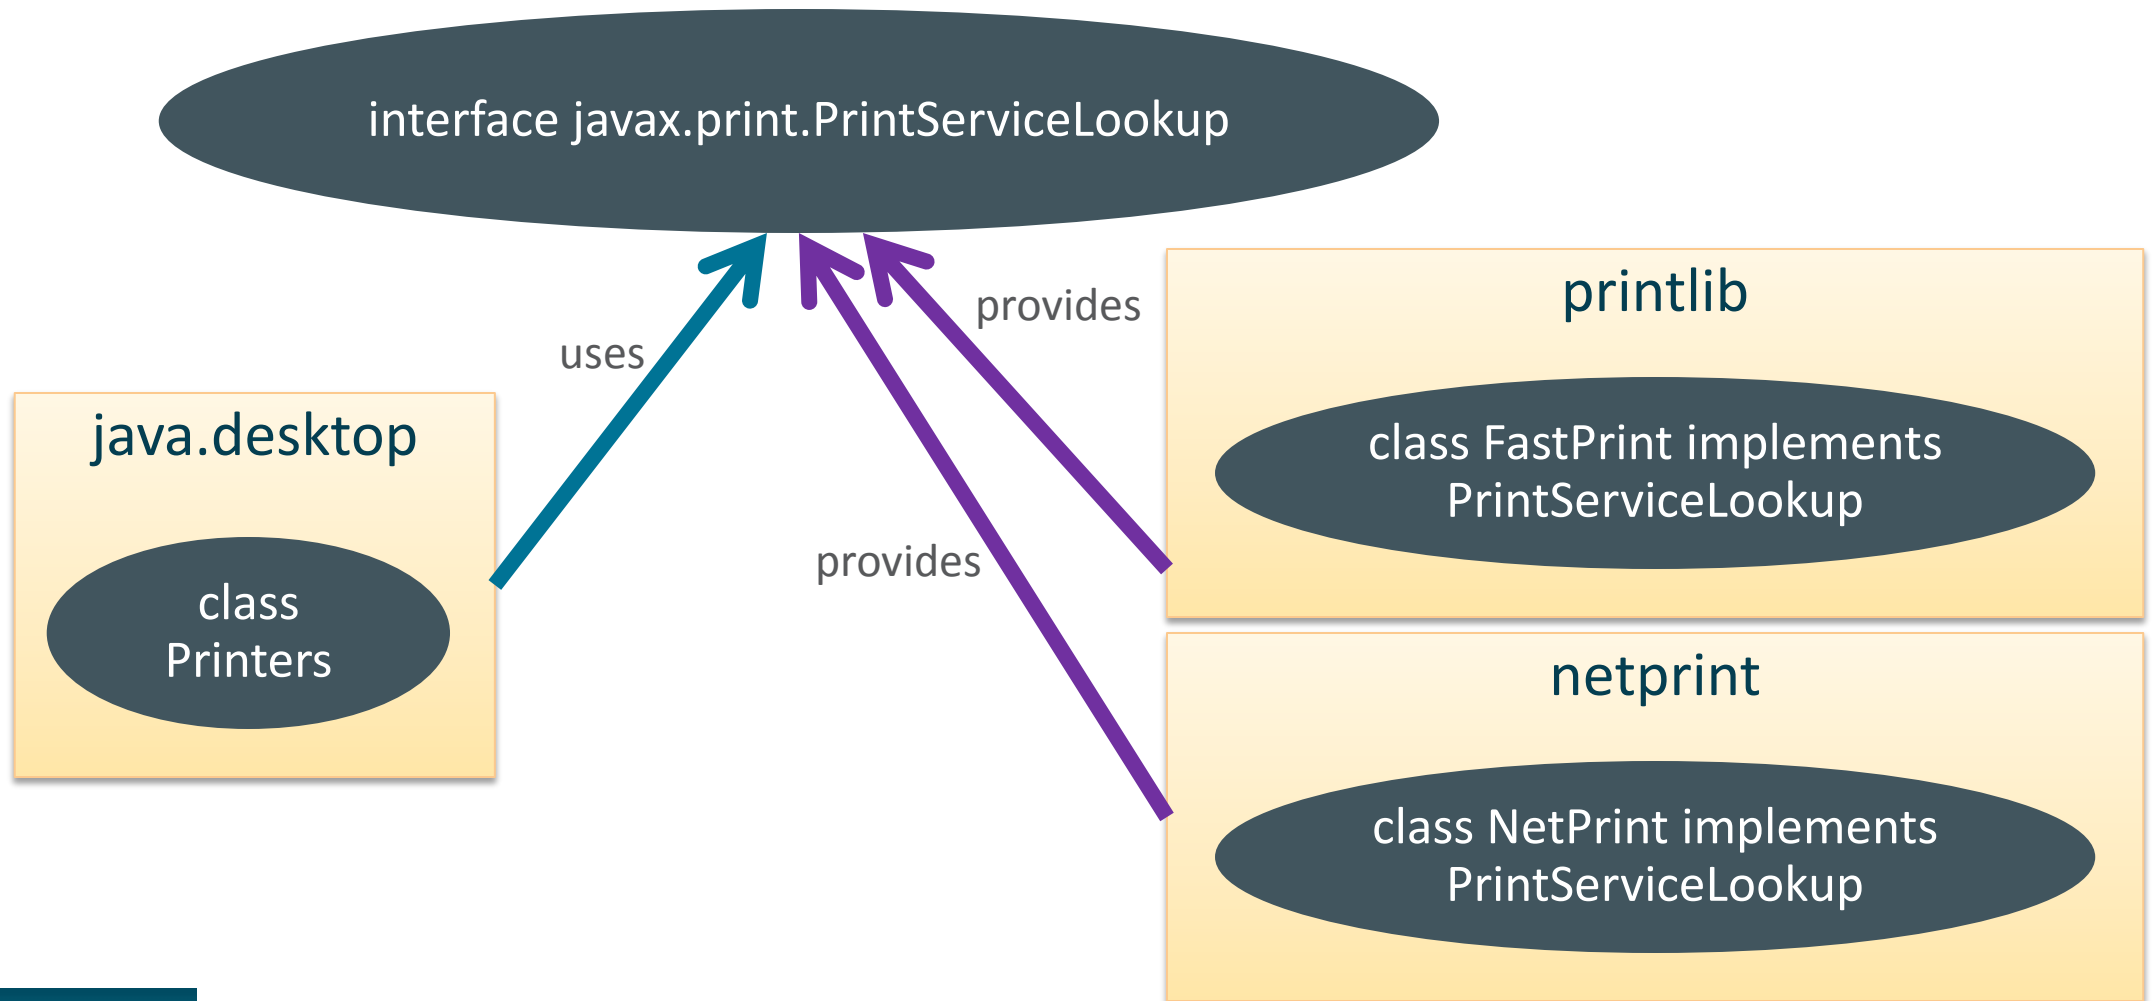 interface javax.print.PrintServiceLookup
uses
provides
provides
java.desktop
class
Printers
printlib
class FastPrint implements
PrintServiceLookup
netprint
class NetPrint implements
PrintServiceLookup